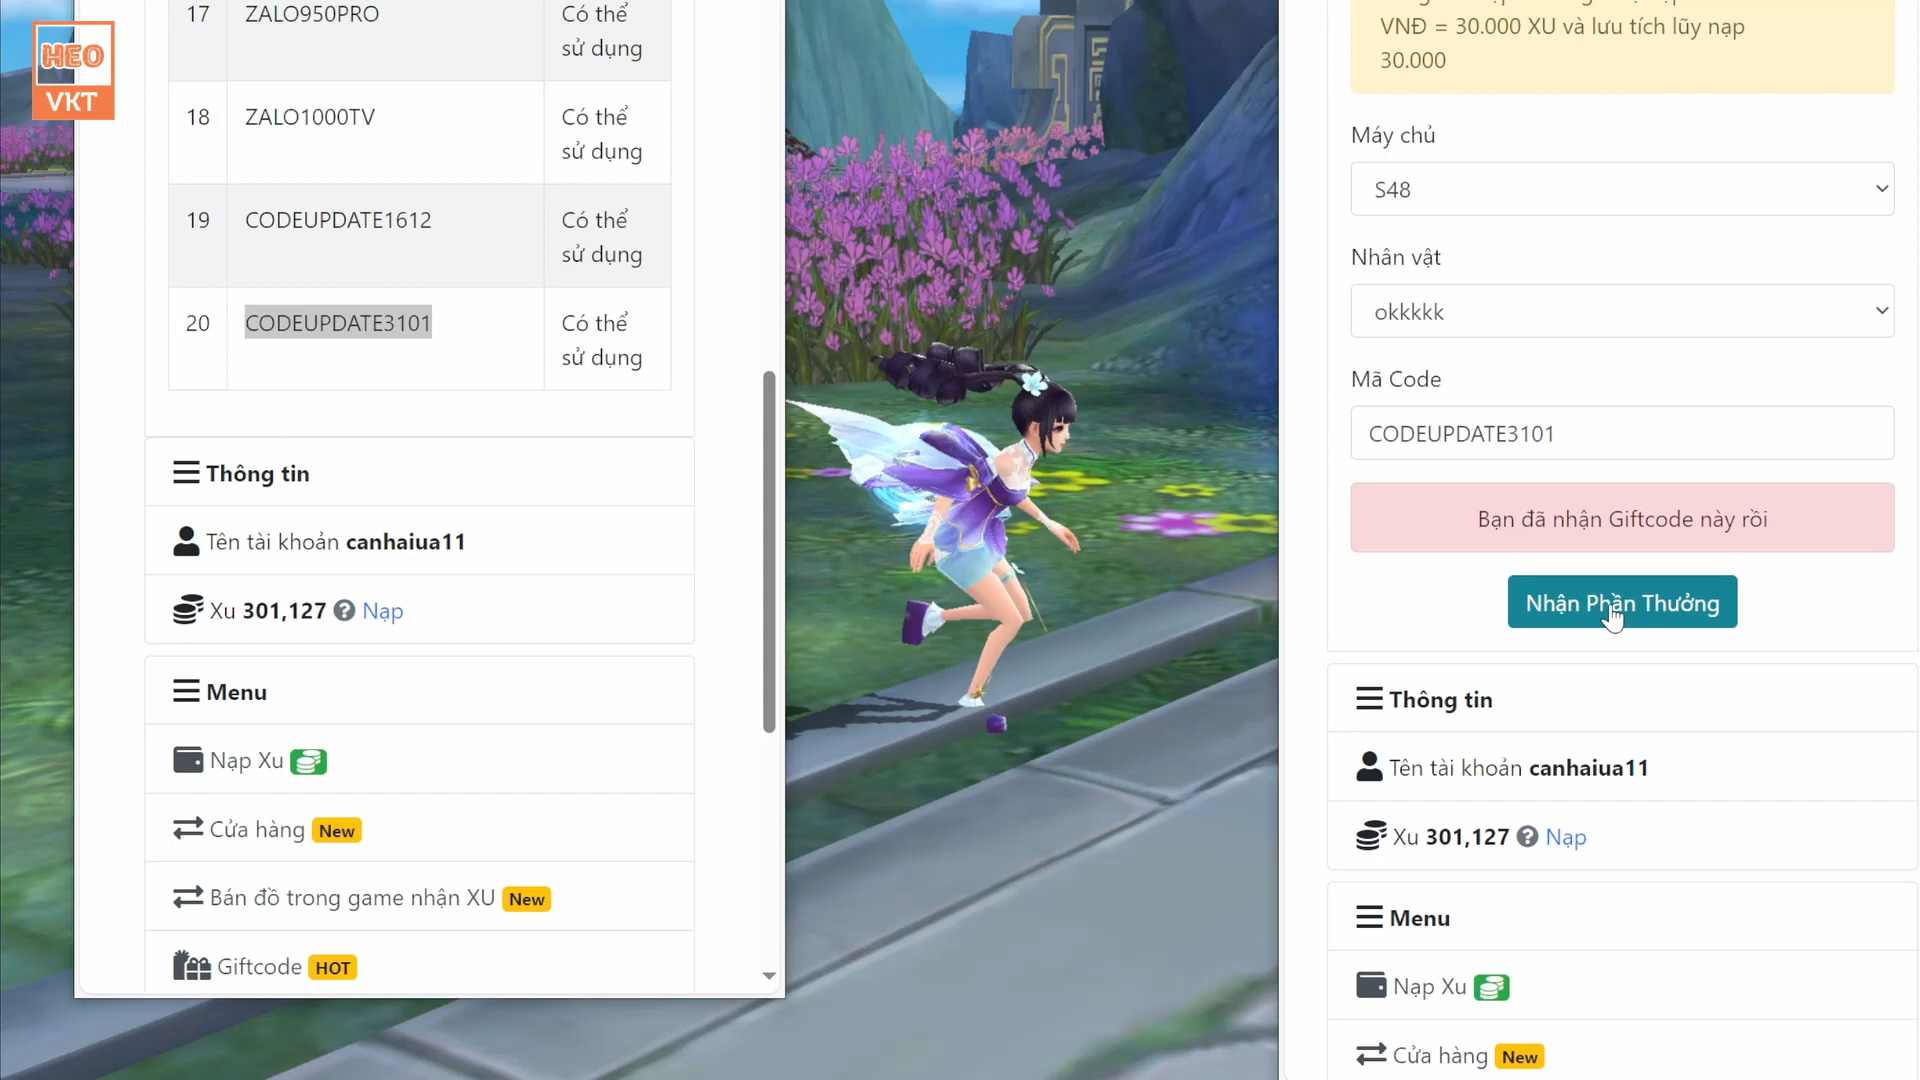 HEO
VKT
17 ZALO950PRO Có thể
sử dụng
18 ZALO1000TV Có thể
sử dụng
19 CODEUPDATE1612 Có thể
sử dụng
20 CODEUPDATE3101 Có thể
sử dụng
Thông tin
Tên tài khoản canhaiua11
Xu 301,127 ? Nạp
Menu
Nạp Xu
Cửa hàng New
Bán đồ trong game nhận XU New
Giftcode HOT
VNĐ = 30.000 XU và lưu tích lũy nạp
30.000
Máy chủ
S48
Nhân vật
okkkkk
Mã Code
CODEUPDATE3101
Bạn đã nhận Giftcode này rồi
Nhận Phần Thưởng
Thông tin
Tên tài khoản canhaiua11
Xu 301,127 ? Nạp
Menu
Nạp Xu
Cửa hàng New